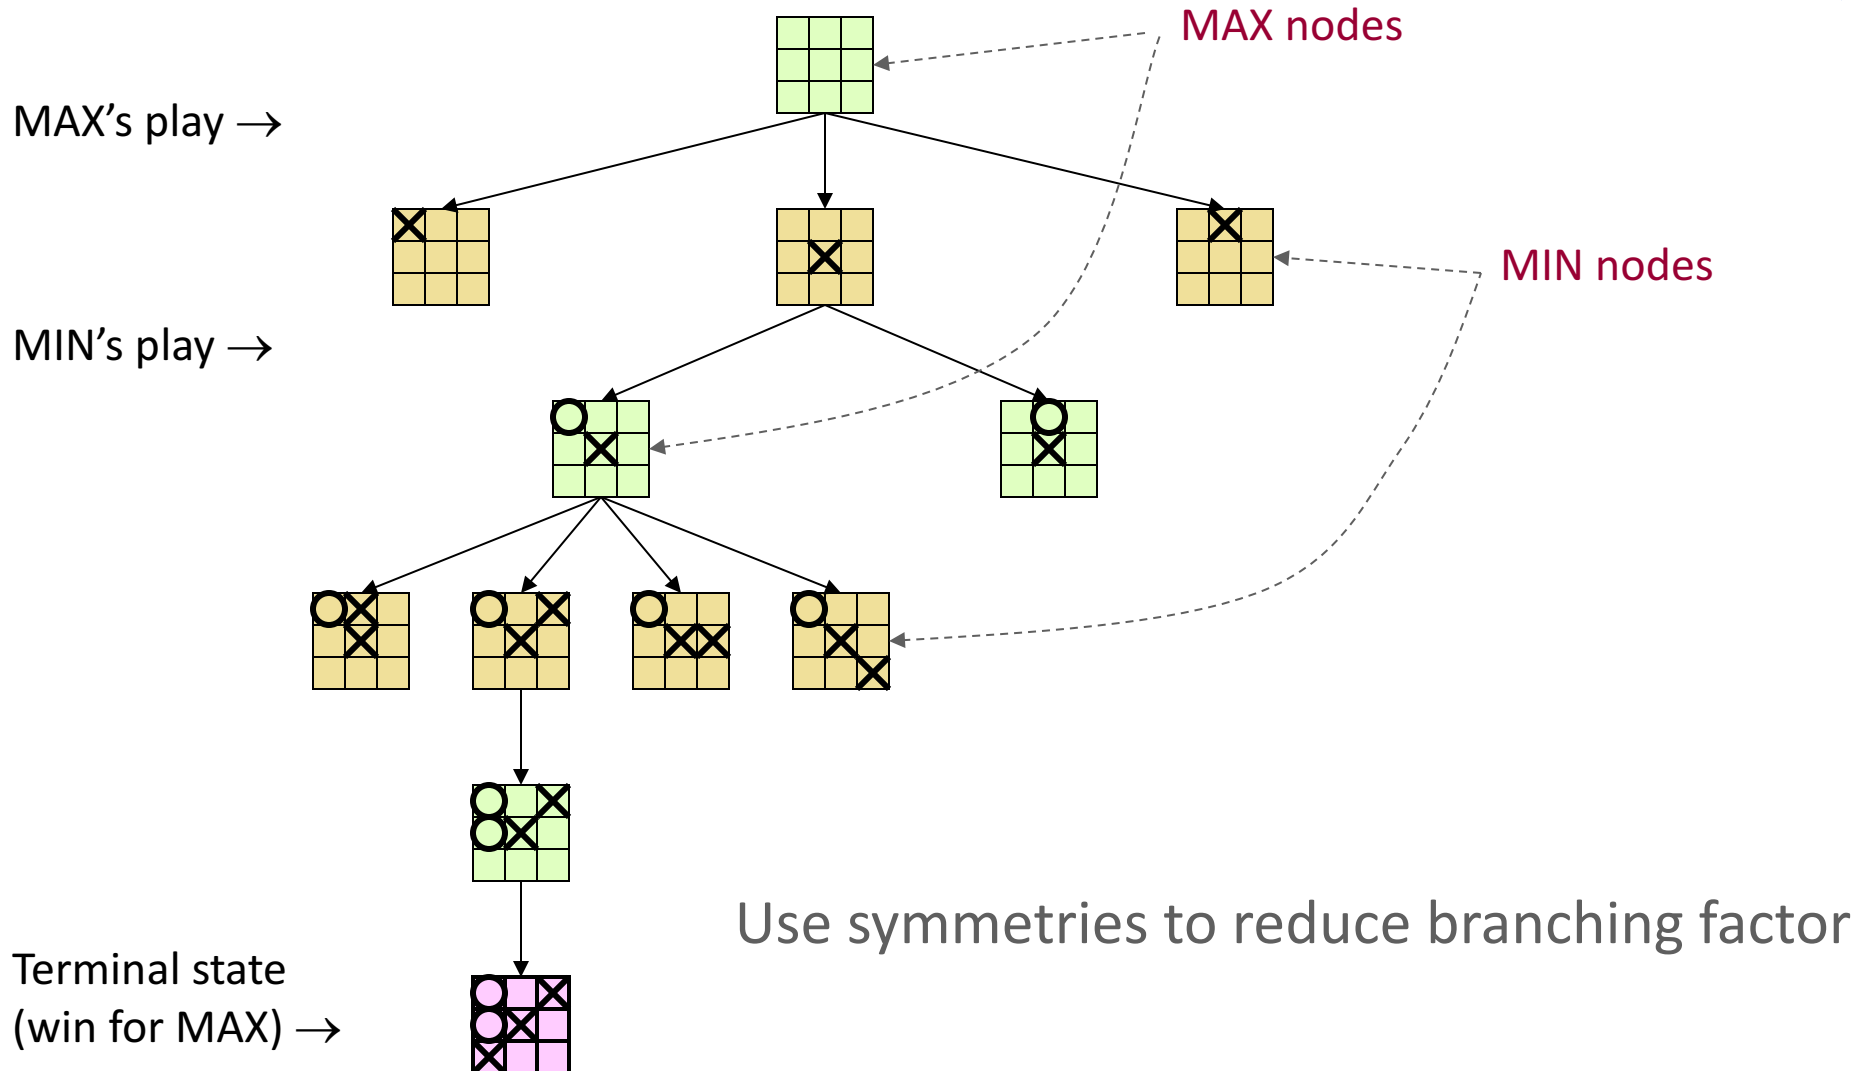 MAX nodes
MAX’s play →
MIN nodes
MIN’s play →
Use symmetries to reduce branching factor
Terminal state
(win for MAX) →